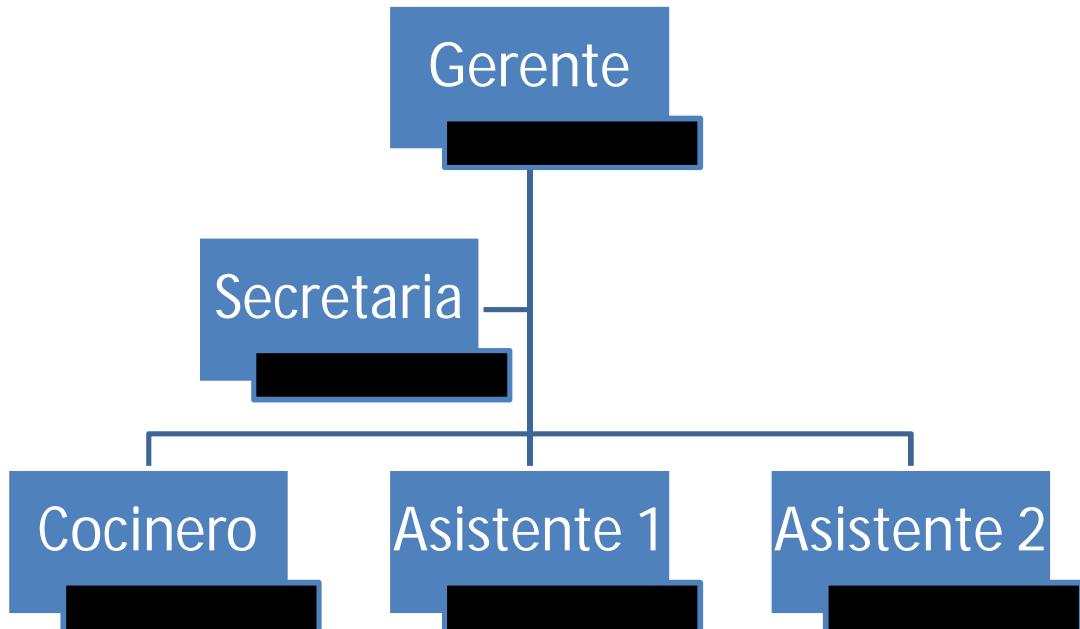 Gerente
Secretaria
Cocinero
Asistente 1
Asistente 2